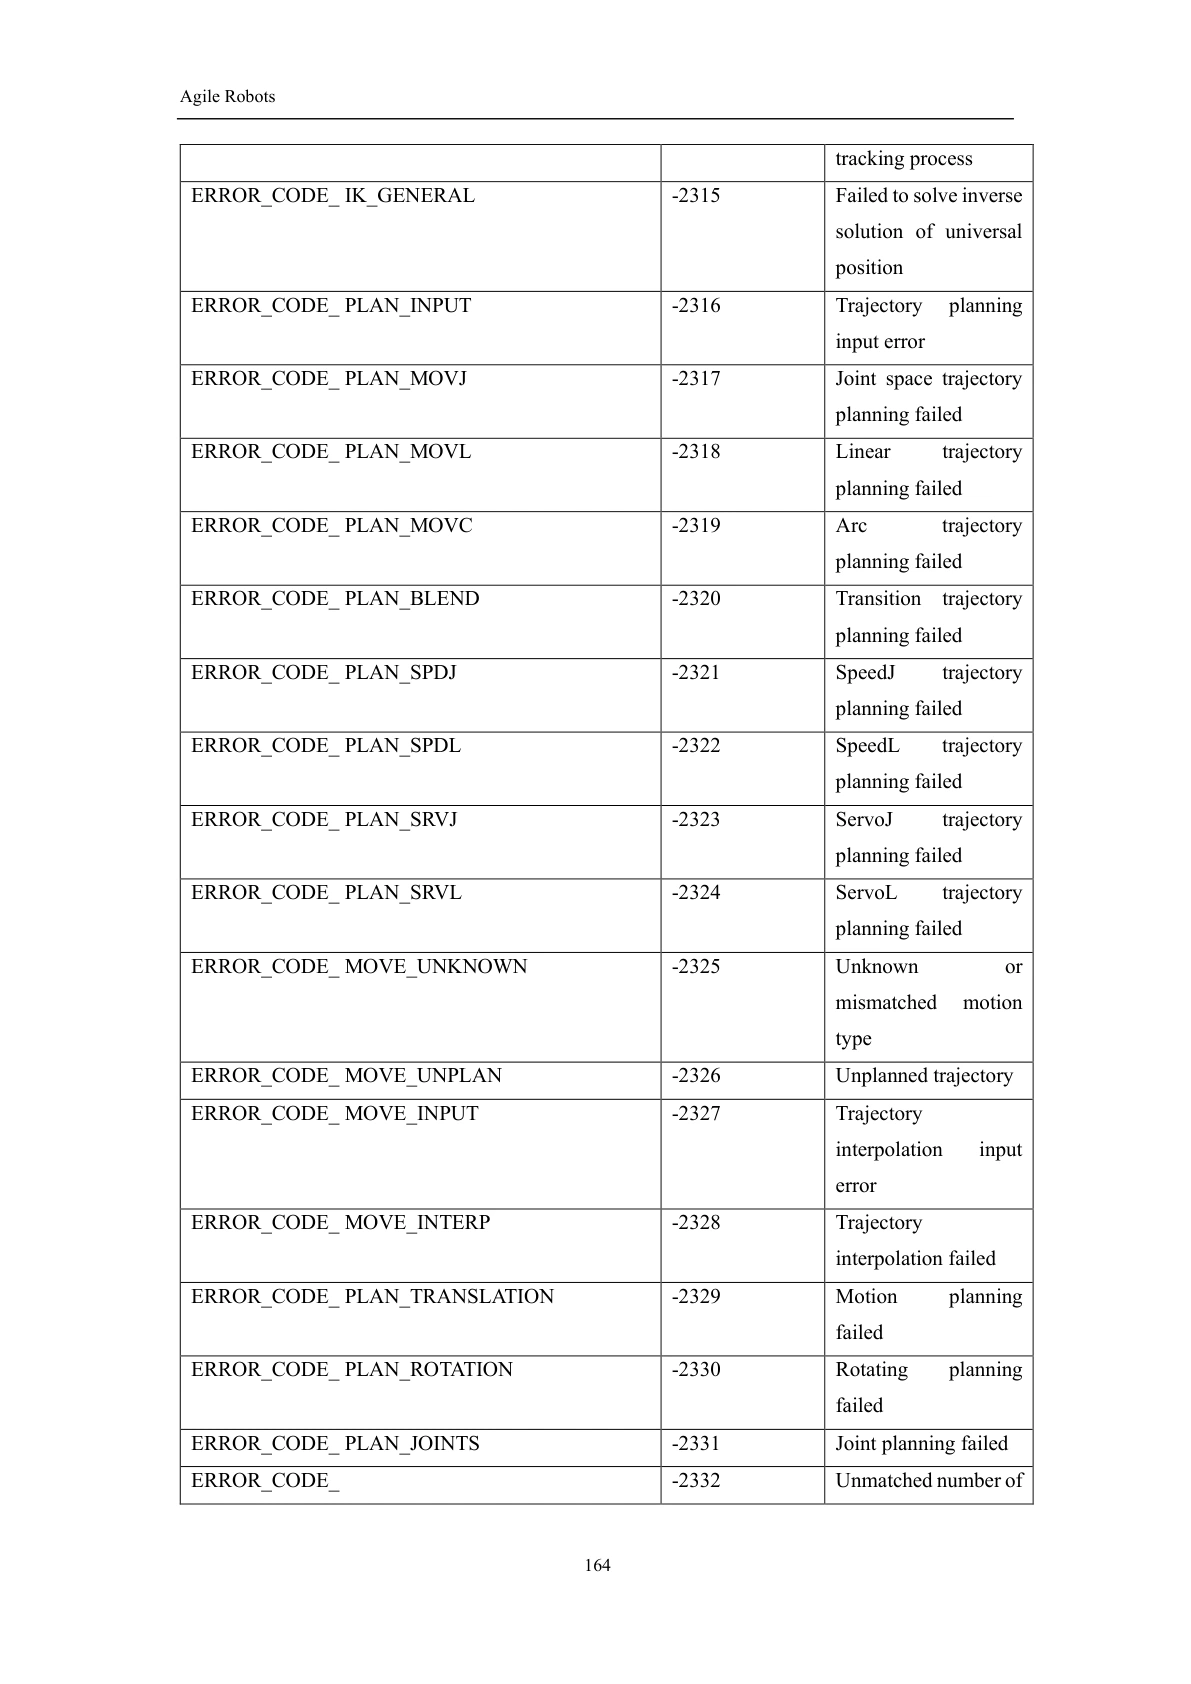 Agile Robots
tracking process
ERROR_CODE_ IK_GENERAL -2315 Failed to solve inverse
solution of universal
position
ERROR_CODE_ PLAN_INPUT -2316 Trajectory planning
input error
ERROR_CODE_ PLAN_MOVJ -2317 Joint space trajectory
planning failed
ERROR_CODE_ PLAN_MOVL -2318 Linear trajectory
planning failed
ERROR_CODE_ PLAN_MOVC -2319 Arc trajectory
planning failed
ERROR_CODE_ PLAN_BLEND -2320 Transition trajectory
planning failed
ERROR_CODE_ PLAN_SPDJ -2321 SpeedJ trajectory
planning failed
ERROR_CODE_ PLAN_SPDL -2322 SpeedL trajectory
planning failed
ERROR_CODE_ PLAN_SRVJ -2323 ServoJ trajectory
planning failed
ERROR_CODE_ PLAN_SRVL -2324 ServoL trajectory
planning failed
ERROR_CODE_ MOVE_UNKNOWN -2325 Unknown or
mismatched motion
type
ERROR_CODE_ MOVE_UNPLAN -2326 Unplanned trajectory
ERROR_CODE_ MOVE_INPUT -2327 Trajectory
interpolation input
error
ERROR_CODE_ MOVE_INTERP -2328 Trajectory
interpolation failed
ERROR_CODE_ PLAN_TRANSLATION -2329 Motion planning
failed
ERROR_CODE_ PLAN_ROTATION -2330 Rotating planning
failed
ERROR_CODE_ PLAN_JOINTS -2331 Joint planning failed
ERROR_CODE_ -2332 Unmatched number of
164